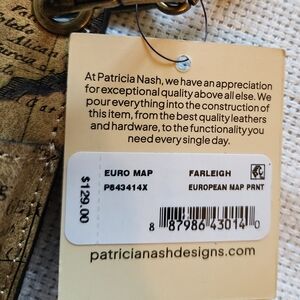 At Patricia Nash, we have an appreciation
for exceptional quality above all else. We
pour everything into the construction of
this item, from the best quality leathers
and hardware, to the functionality you
need every single day.
EURO MAP FARLEIGH
P643414X EUROPEAN MAP PRNT
$129.00
8 87986 43014 0
patricianashdesigns.com